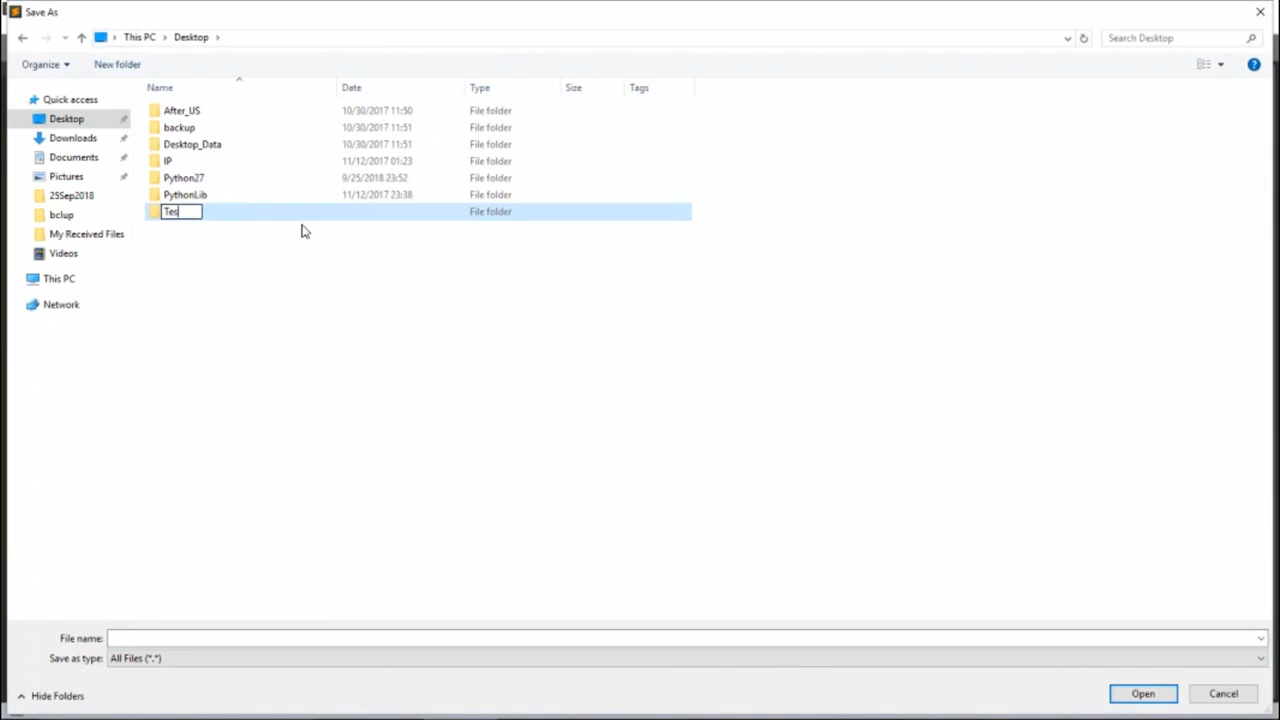 Save As
This PC > Desktop >
Search Desktop
Organize
New folder
Name Date Type Size Tags
Quick access
Desktop
Downloads
Documents
Pictures
25Sep2018
bclup
My Received Files
Videos
This PC
Network
After_US 10/30/2017 11:50 File folder
backup 10/30/2017 11:51 File folder
Desktop_Data 10/30/2017 11:51 File folder
IP 11/12/2017 01:23 File folder
Python27 9/25/2018 23:52 File folder
PythonLib 11/12/2017 23:38 File folder
Tes File folder
File name:
Save as type: All Files (*.*)
Hide Folders
Open
Cancel